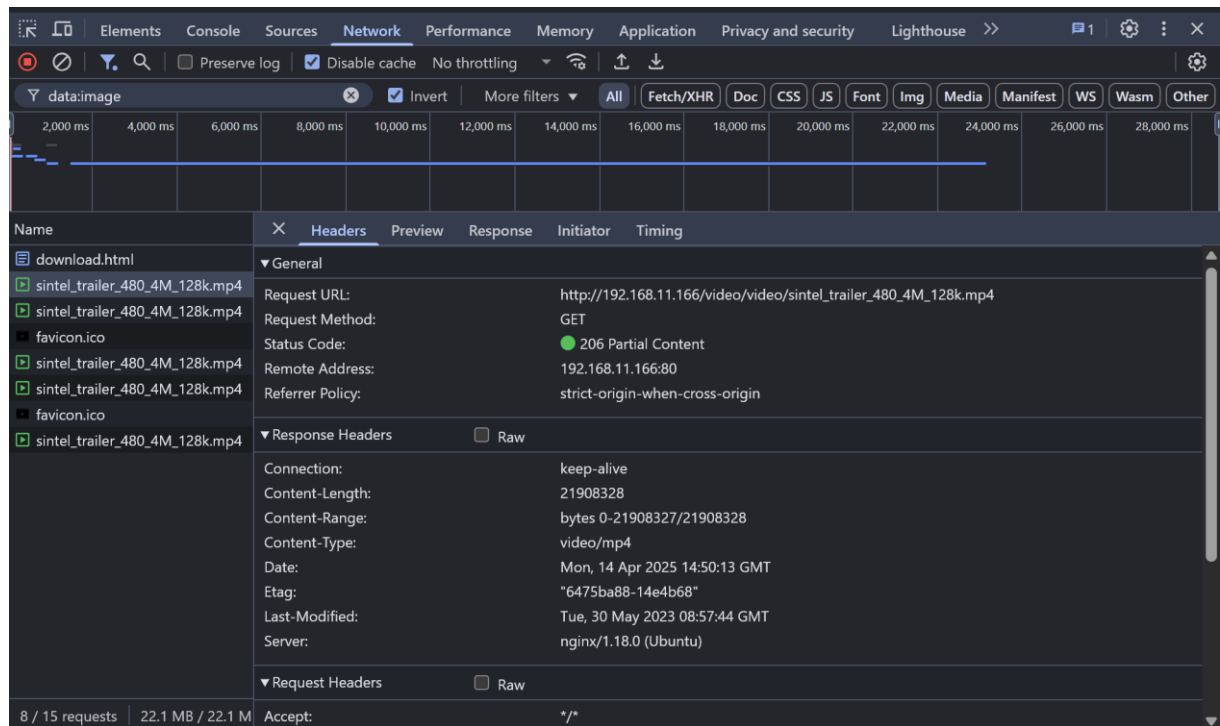 Elements Console Sources Network Performance Memory Application Privacy and security Lighthouse 1
Preserve log Disable cache No throttling
data:image Invert More filters All Fetch/XHR Doc CSS JS Font Img Media Manifest WS Wasm Other
2,000 ms 4,000 ms 6,000 ms 8,000 ms 10,000 ms 12,000 ms 14,000 ms 16,000 ms 18,000 ms 20,000 ms 22,000 ms 24,000 ms 26,000 ms 28,000 ms
Name
download.html
sintel_trailer_480_4M_128k.mp4
sintel_trailer_480_4M_128k.mp4
favicon.ico
sintel_trailer_480_4M_128k.mp4
sintel_trailer_480_4M_128k.mp4
favicon.ico
sintel_trailer_480_4M_128k.mp4
8 / 15 requests 22.1 MB / 22.1 M
Headers Preview Response Initiator Timing
General
Request URL: http://192.168.11.166/video/video/sintel_trailer_480_4M_128k.mp4
Request Method: GET
Status Code: 206 Partial Content
Remote Address: 192.168.11.166:80
Referrer Policy: strict-origin-when-cross-origin
Response Headers Raw
Connection: keep-alive
Content-Length: 21908328
Content-Range: bytes 0-21908327/21908328
Content-Type: video/mp4
Date: Mon, 14 Apr 2025 14:50:13 GMT
Etag: "6475ba88-14e4b68"
Last-Modified: Tue, 30 May 2023 08:57:44 GMT
Server: nginx/1.18.0 (Ubuntu)
Request Headers Raw
Accept: */*